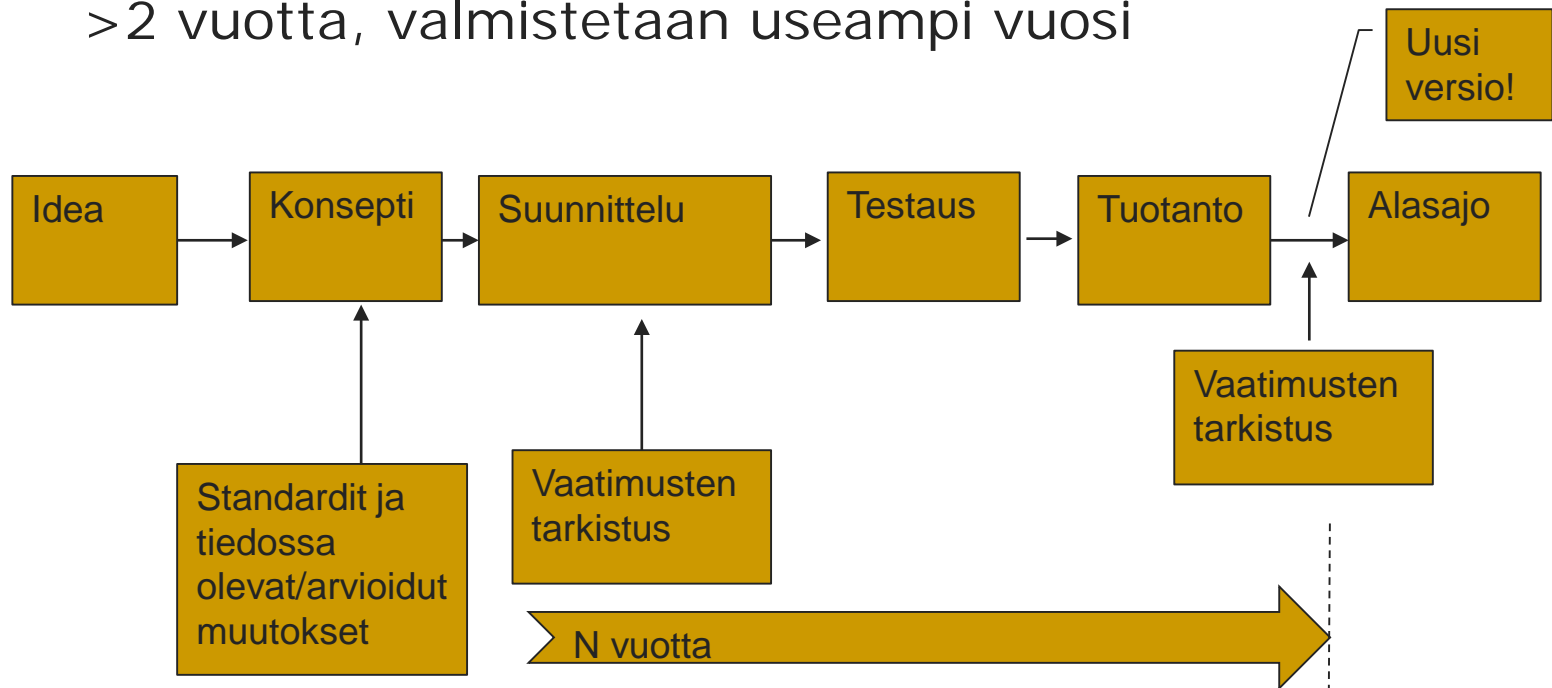 >2 vuotta, valmistetaan useampi vuosi
Uusi
versio!
Idea
Konsepti
Suunnittelu
Testaus
Tuotanto
Alasajo
Standardit ja
tiedossa
olevat/arvioidut
muutokset
Vaatimusten
tarkistus
Vaatimusten
tarkistus
N vuotta